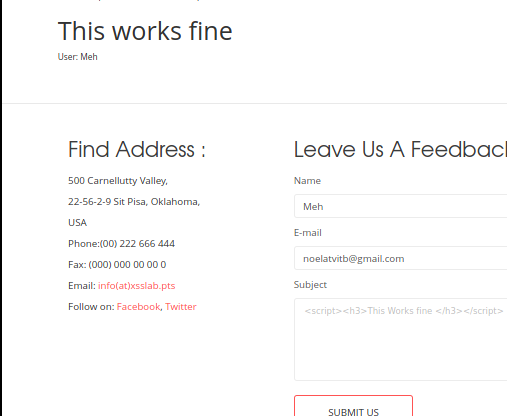 This works fine
User: Meh
Find Address :
500 Carnellutty Valley,
22-56-2-9 Sit Pisa, Oklahoma,
USA
Phone:(00) 222 666 444
Fax: (000) 000 00 00 0
Email: info(at)xsslab.pts
Follow on: Facebook, Twitter
Leave Us A Feedback
Name
Meh
E-mail
noelatvitb@gmail.com
Subject
<script><h3>This Works fine </h3></script>
SUBMIT US